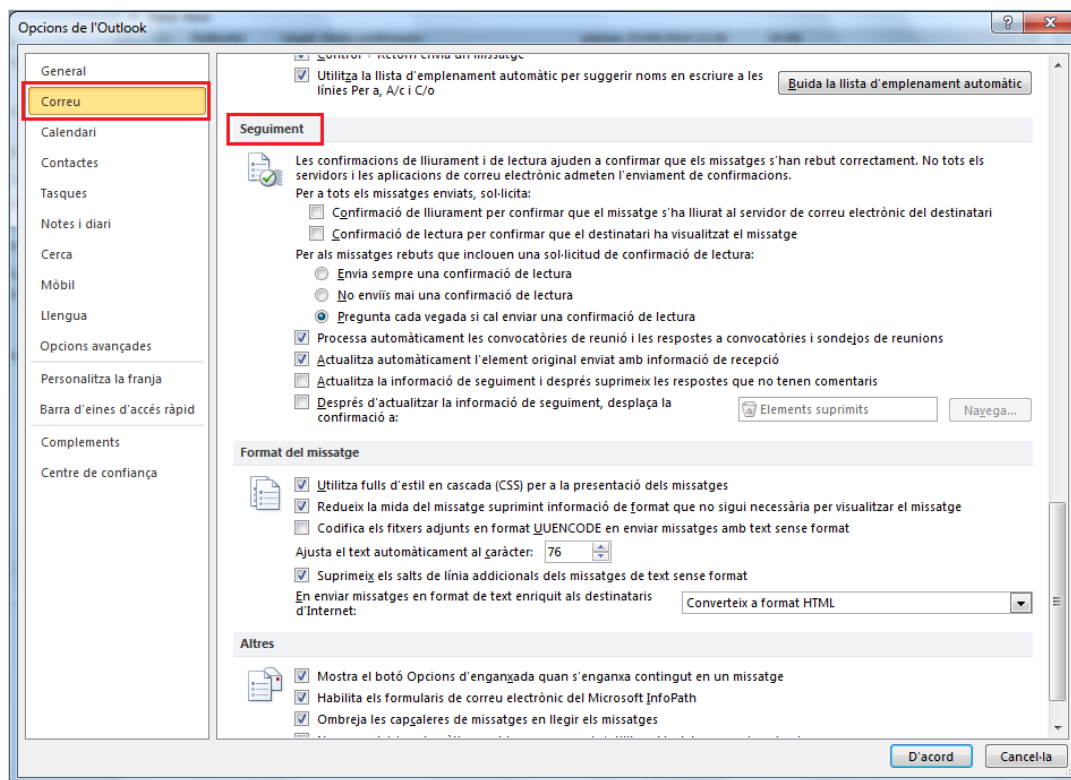 Opcions de l'Outlook
General
Correu
Calendari
Contactes
Tasques
Notes i diari
Cerca
Mòbil
Llengua
Opcions avançades
Personalitza la franja
Barra d'eines d'accés ràpid
Complements
Centre de confiança
Control + Retorn envia un missatge
Utilitza la llista d'emplenament automàtic per suggerir noms en escriure a les
línies Per a, A/c i C/o
Buida la llista d'emplenament automàtic
Seguiment
Les confirmacions de lliurament i de lectura ajuden a confirmar que els missatges s'han rebut correctament. No tots els
servidors i les aplicacions de correu electrònic admeten l'enviament de confirmacions.
Per a tots els missatges enviats, sol·licita:
Confirmació de lliurament per confirmar que el missatge s'ha lliurat al servidor de correu electrònic del destinatari
Confirmació de lectura per confirmar que el destinatari ha visualitzat el missatge
Per als missatges rebuts que inclouen una sol·licitud de confirmació de lectura:
Envia sempre una confirmació de lectura
No enviïs mai una confirmació de lectura
Pregunta cada vegada si cal enviar una confirmació de lectura
Processa automàticament les convocatòries de reunió i les respostes a convocatòries i sondejos de reunions
Actualitza automàticament l'element original enviat amb informació de recepció
Actualitza la informació de seguiment i després suprimeix les respostes que no tenen comentaris
Després d'actualitzar la informació de seguiment, desplaça la
confirmació a:
Elements suprimits
Navega...
Format del missatge
Utilitza fulls d'estil en cascada (CSS) per a la presentació dels missatges
Redueix la mida del missatge suprimint informació de format que no sigui necessària per visualitzar el missatge
Codifica els fitxers adjunts en format UUENCODE en enviar missatges amb text sense format
Ajusta el text automàticament al caràcter: 76
Suprimeix els salts de línia addicionals dels missatges de text sense format
En enviar missatges en format de text enriquit als destinataris
d'Internet:
Converteix a format HTML
Altres
Mostra el botó Opcions d'enganxada quan s'enganxa contingut en un missatge
Habilita els formularis de correu electrònic del Microsoft InfoPath
Ombreja les capçaleres de missatges en llegir els missatges
D'acord
Cancel·la